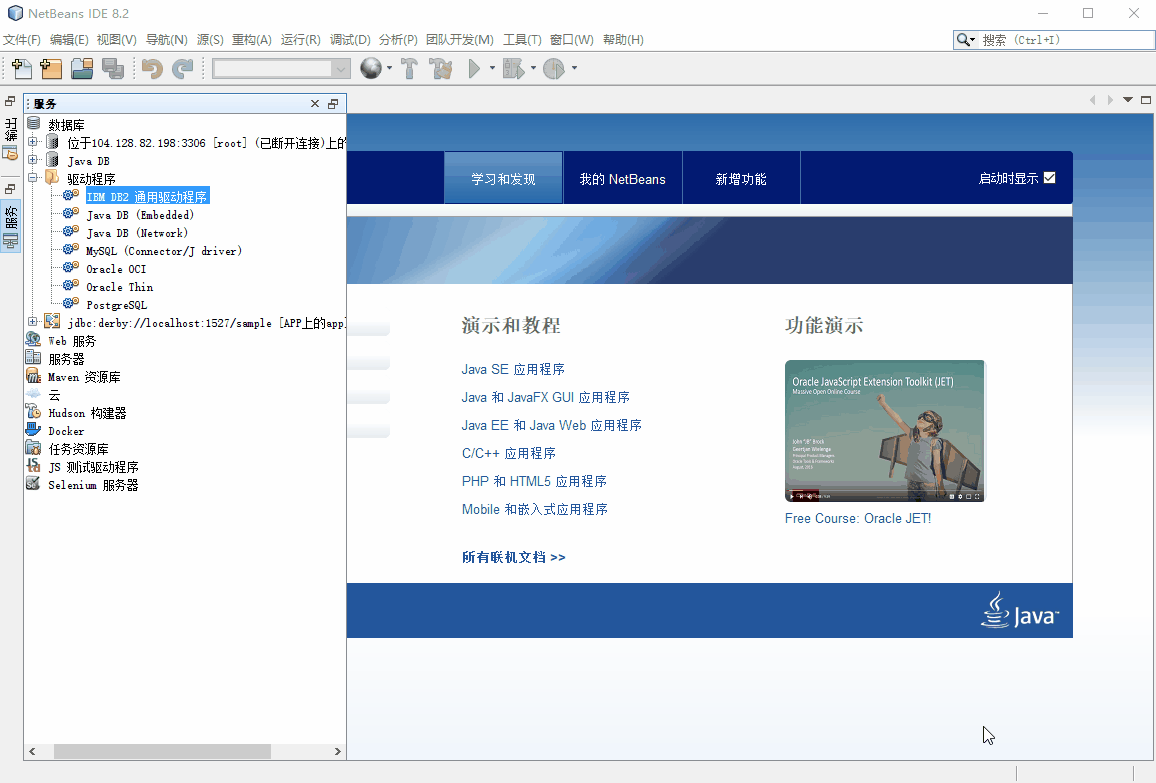 NetBeans IDE 8.2
文件(F) 编辑(E) 视图(V) 导航(N) 源(S) 重构(A) 运行(R) 调试(D) 分析(P) 团队开发(M) 工具(T) 窗口(W) 帮助(H)
搜索 (Ctrl+I)
服务
服务
数据库
位于104.128.82.198:3306 [root] (已断开连接)上的
Java DB
驱动程序
IBM DB2 通用驱动程序
Java DB (Embedded)
Java DB (Network)
MySQL (Connector/J driver)
Oracle OCI
Oracle Thin
PostgreSQL
jdbc:derby://localhost:1527/sample [APP上的app
Web 服务
服务器
Maven 资源库
云
Hudson 构建器
Docker
任务资源库
JS 测试驱动程序
Selenium 服务器
学习和发现
我的 NetBeans
新增功能
启动时显示
演示和教程
Java SE 应用程序
Java 和 JavaFX GUI 应用程序
Java EE 和 Java Web 应用程序
C/C++ 应用程序
PHP 和 HTML5 应用程序
Mobile 和嵌入式应用程序
所有联机文档 >>
功能演示
Oracle JavaScript Extension Toolkit (JET)
Massive Open Online Course
John "JB" Brock
Geertjan Wielenga
Principal Product Managers
Free Course: Oracle JET!
Java™